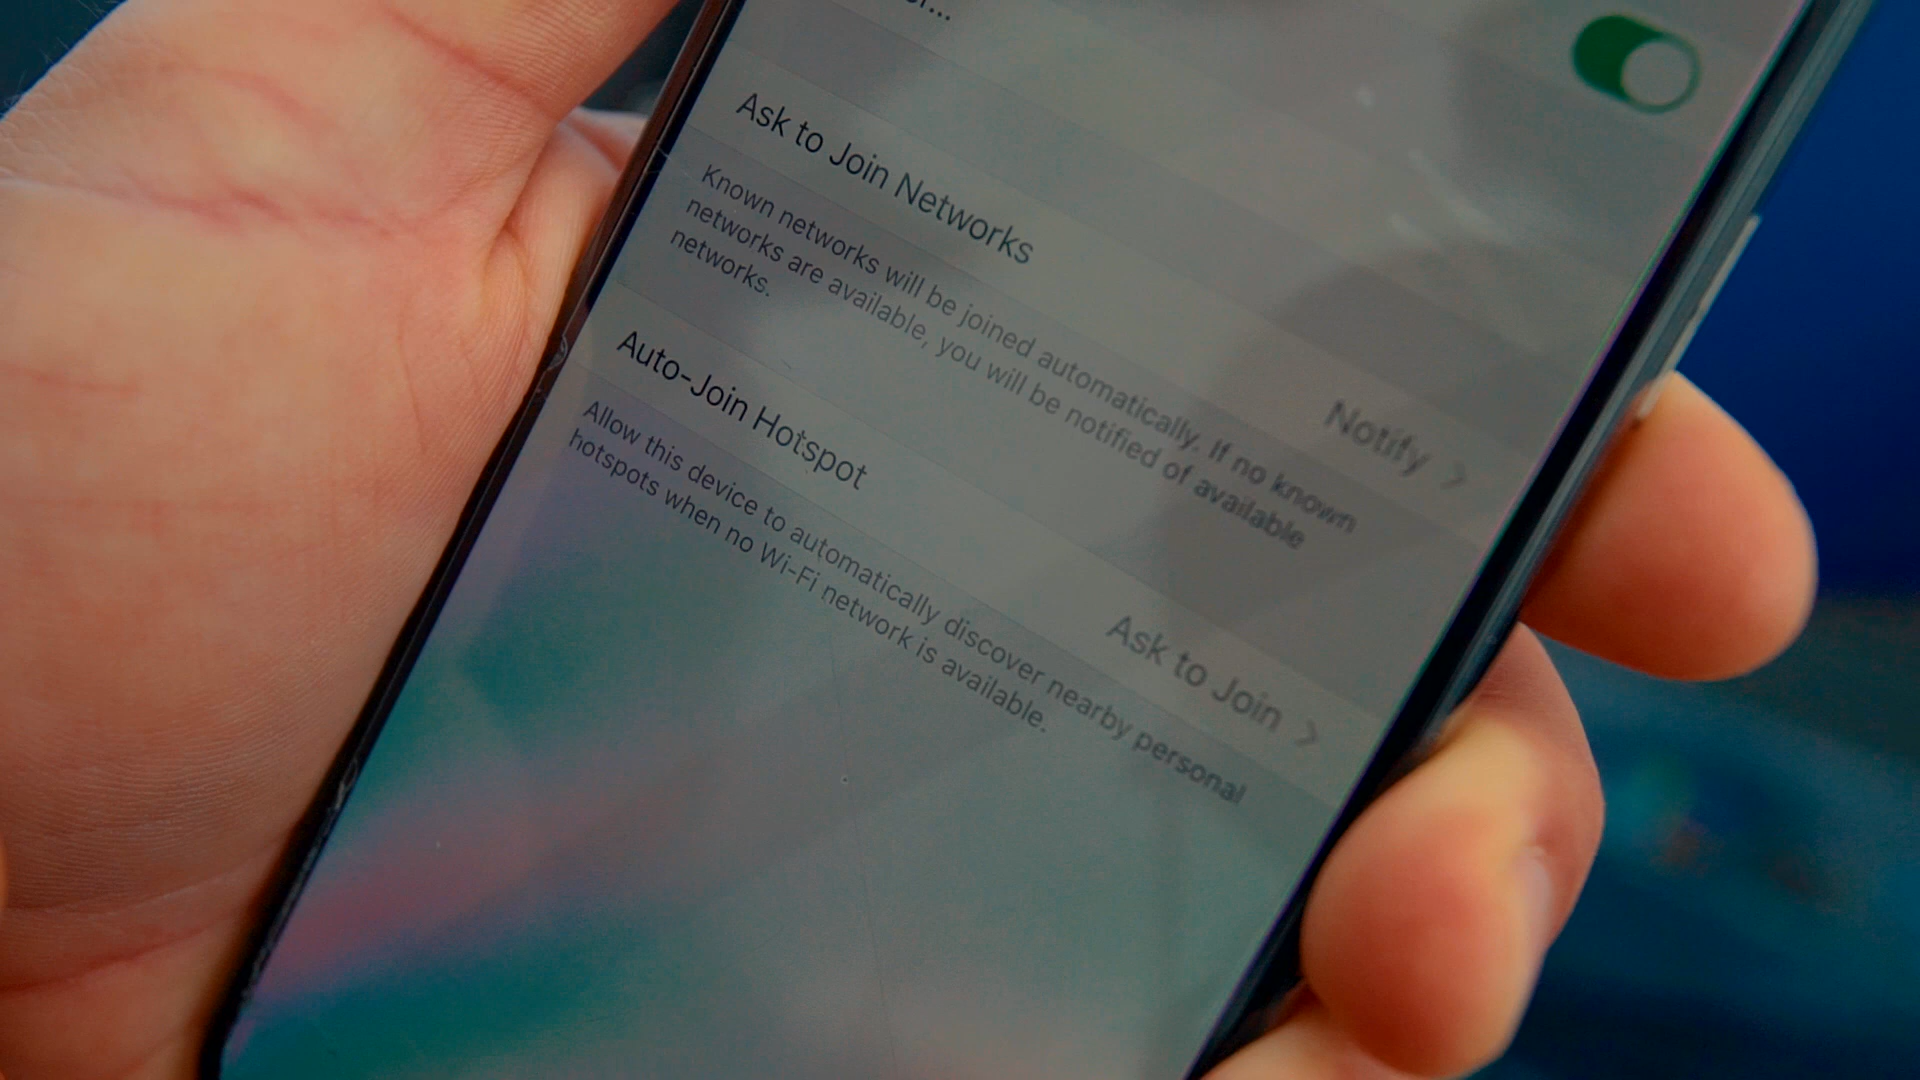 Ask to Join Networks
Notify
Known networks will be joined automatically. If no known
networks are available, you will be notified of available
networks.
Auto-Join Hotspot
Ask to Join
Allow this device to automatically discover nearby personal
hotspots when no Wi-Fi network is available.